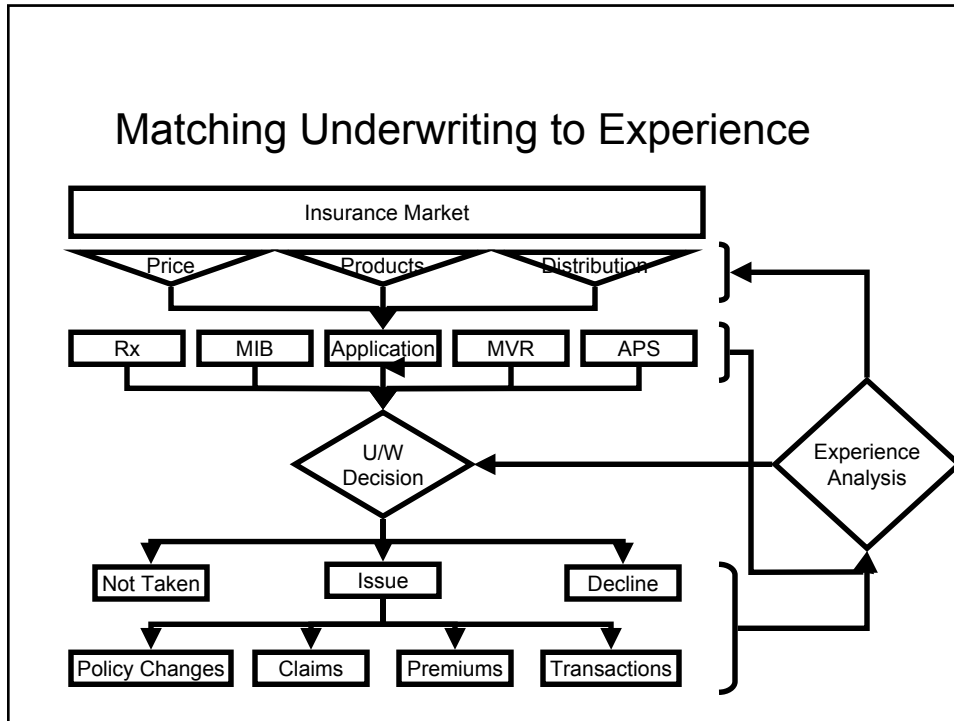 Matching Underwriting to Experience
Insurance Market
Price
Products
Distribution
Rx
MIB
Application
MVR
APS
U/W
Decision
Experience
Analysis
Not Taken
Issue
Decline
Policy Changes
Claims
Premiums
Transactions